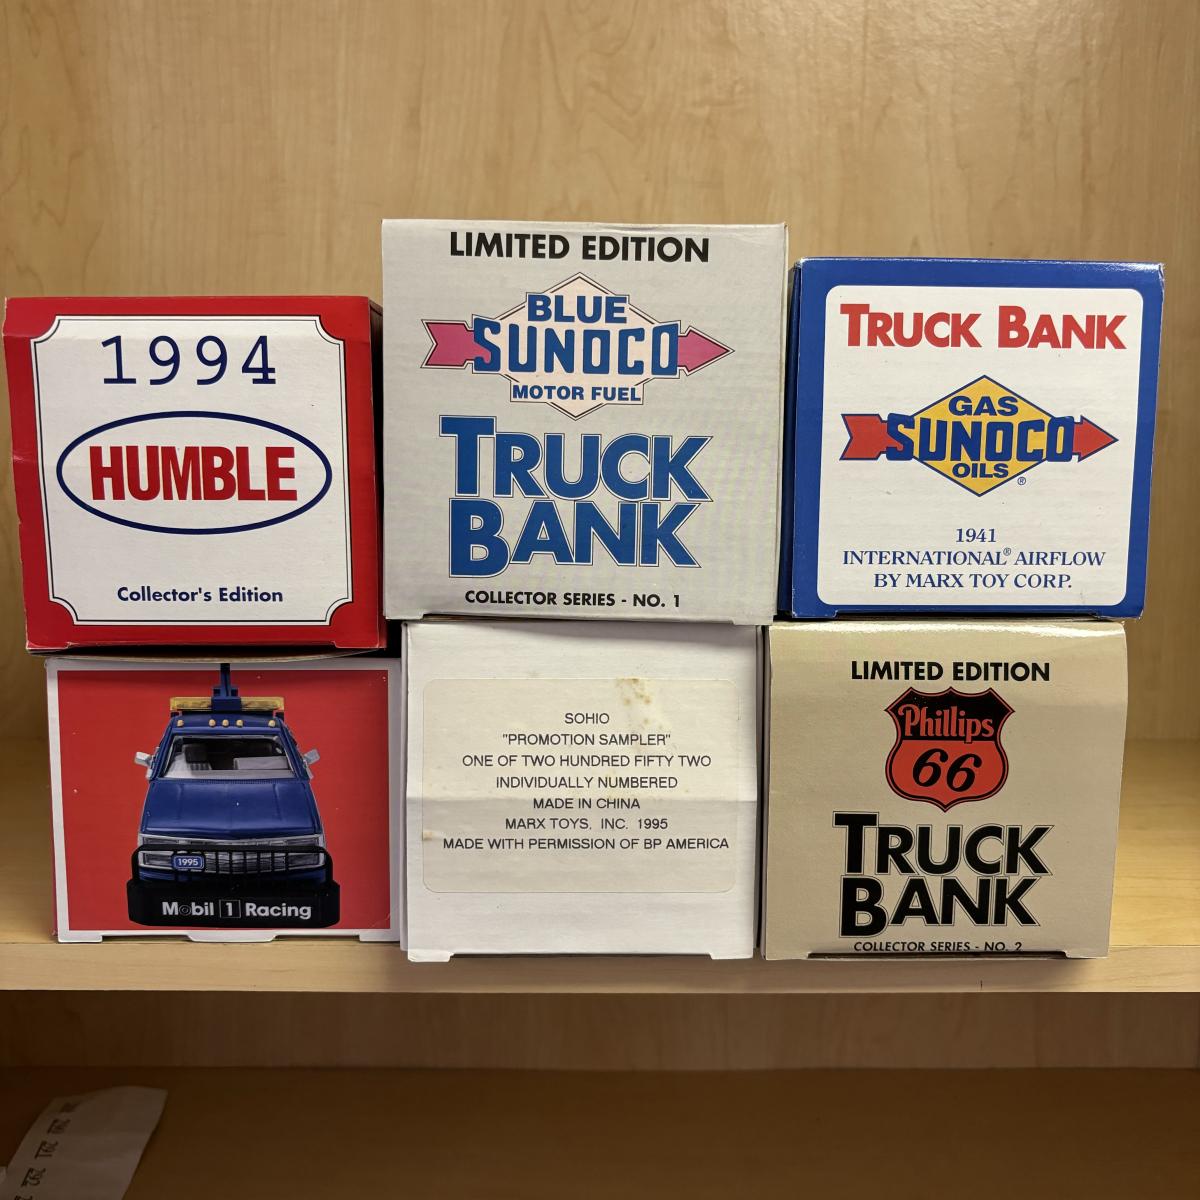 1994
HUMBLE
Collector's Edition
LIMITED EDITION
BLUE
SUNOCO
MOTOR FUEL
TRUCK
BANK
COLLECTOR SERIES - NO. 1
TRUCK BANK
GAS
SUNOCO
OILS®
1941
INTERNATIONAL® AIRFLOW
BY MARX TOY CORP.
1995
Mobil 1 Racing
SOHIO
"PROMOTION SAMPLER"
ONE OF TWO HUNDRED FIFTY TWO
INDIVIDUALLY NUMBERED
MADE IN CHINA
MARX TOYS, INC. 1995
MADE WITH PERMISSION OF BP AMERICA
LIMITED EDITION
Phillips
66
TRUCK
BANK
COLLECTOR SERIES - NO. 2